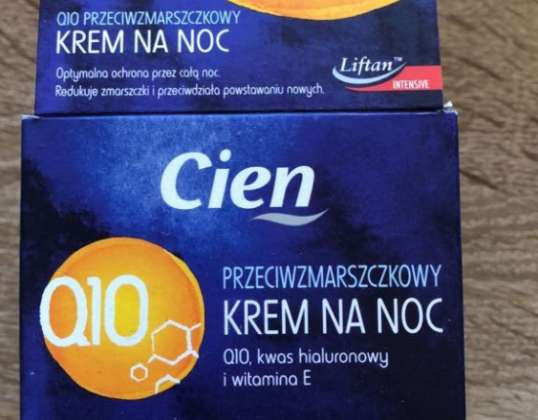 Q10 PRZECIWZMARSZCZKOWY
KREM NA NOC
Optymalna ochrona przez całą noc.
Redukuje zmarszczki i przeciwdziała powstawaniu nowych.
Liftan™
INTENSIVE
Cien
Q10
PRZECIWZMARSZCZKOWY
KREM NA NOC
Q10, kwas hialuronowy
i witamina E